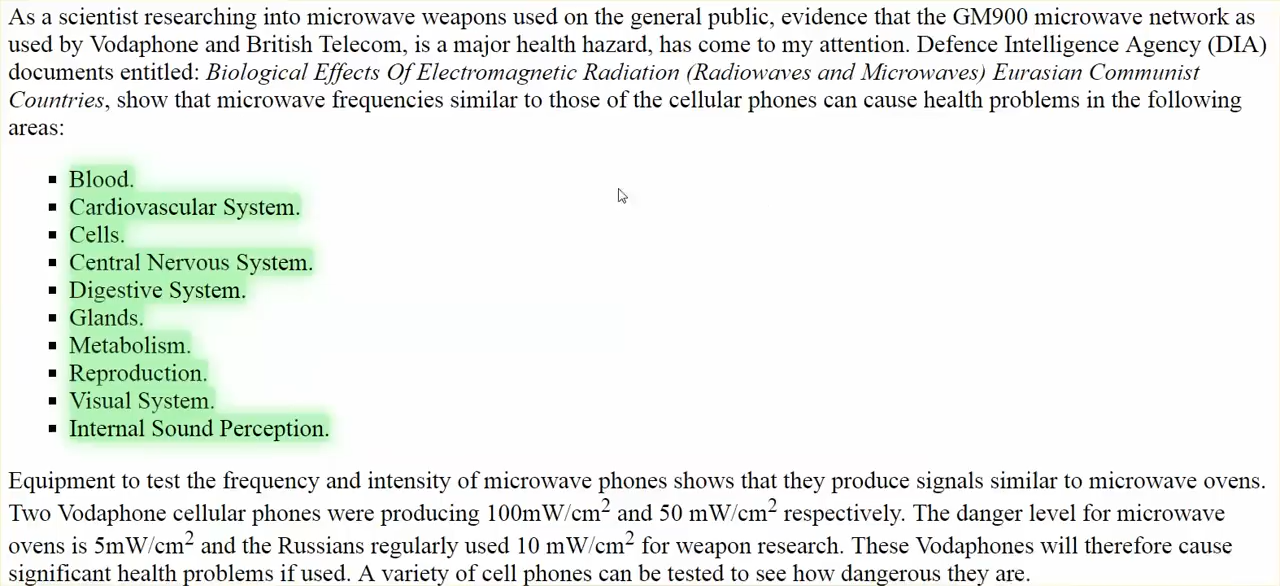 As a scientist researching into microwave weapons used on the general public, evidence that the GM900 microwave network as
used by Vodaphone and British Telecom, is a major health hazard, has come to my attention. Defence Intelligence Agency (DIA)
documents entitled: Biological Effects Of Electromagnetic Radiation (Radiowaves and Microwaves) Eurasian Communist
Countries, show that microwave frequencies similar to those of the cellular phones can cause health problems in the following
areas:
▪ Blood.
▪ Cardiovascular System.
▪ Cells.
▪ Central Nervous System.
▪ Digestive System.
▪ Glands.
▪ Metabolism.
▪ Reproduction.
▪ Visual System.
▪ Internal Sound Perception.
Equipment to test the frequency and intensity of microwave phones shows that they produce signals similar to microwave ovens.
Two Vodaphone cellular phones were producing 100mW/cm² and 50 mW/cm² respectively. The danger level for microwave
ovens is 5mW/cm² and the Russians regularly used 10 mW/cm² for weapon research. These Vodaphones will therefore cause
significant health problems if used. A variety of cell phones can be tested to see how dangerous they are.